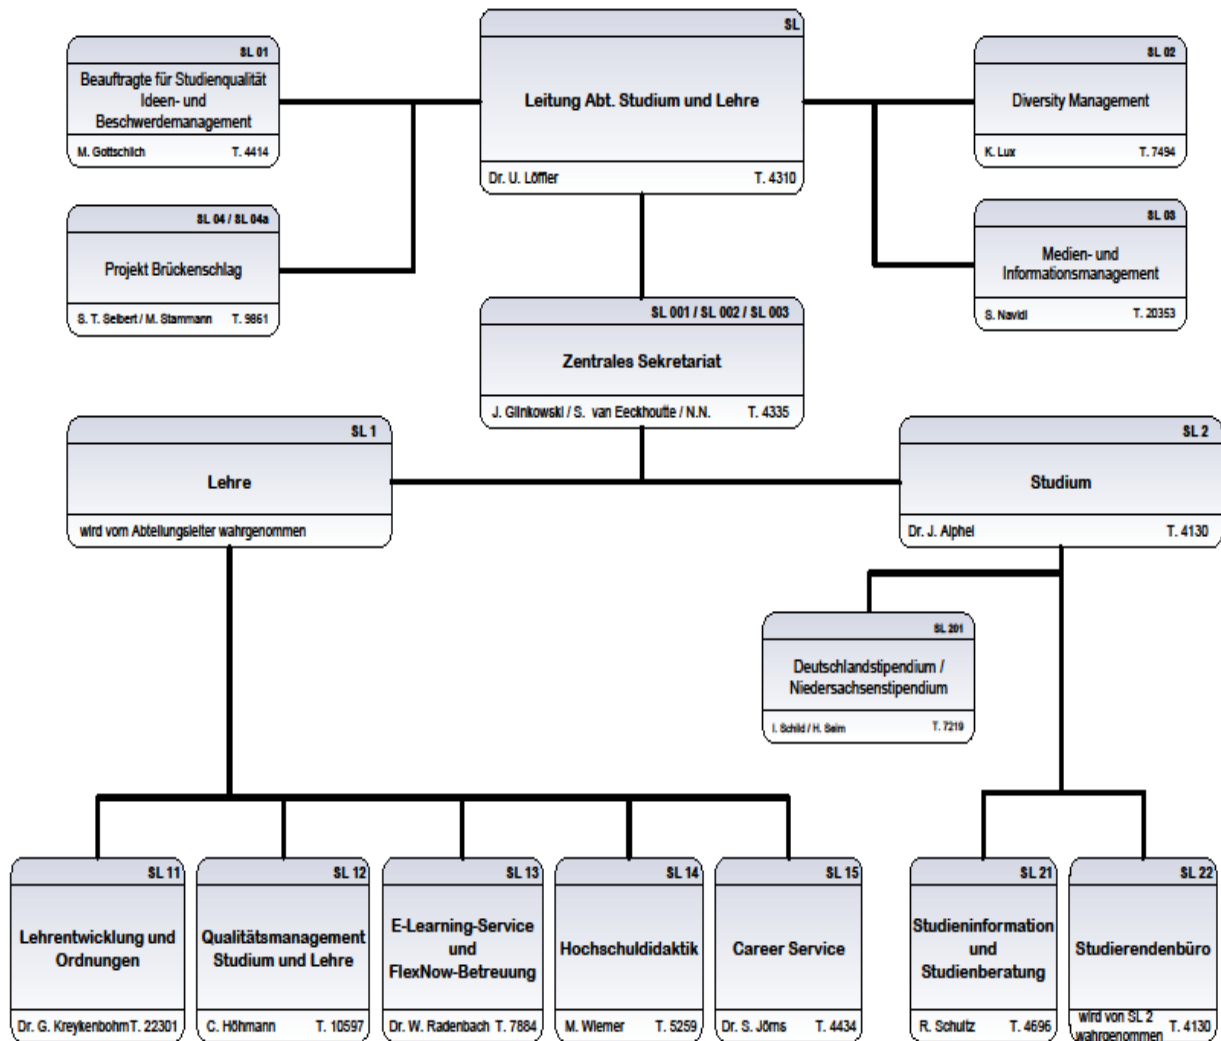 SL
Leitung Abt. Studium und Lehre
Dr. U. Löffler T. 4310
SL 01
Beauftragte für Studienqualität
Ideen- und
Beschwerdemanagement
M. Gottschlich T. 4414
SL 02
Diversity Management
K. Lux T. 7494
SL 04 / SL 04a
Projekt Brückenschlag
S. T. Seibert / M. Stammann T. 9861
SL 03
Medien- und
Informationsmanagement
S. Navidi T. 20353
SL 001 / SL 002 / SL 003
Zentrales Sekretariat
J. Glinkowski / S. van Eeckhoutte / N.N. T. 4335
SL 1
Lehre
wird vom Abteilungsleiter wahrgenommen
SL 2
Studium
Dr. J. Alphei T. 4130
SL 201
Deutschlandstipendium /
Niedersachsenstipendium
I. Schild / H. Seim T. 7219
SL 11
Lehrentwicklung und
Ordnungen
Dr. G. Kreykenbohm T. 22301
SL 12
Qualitätsmanagement
Studium und Lehre
C. Höhmann T. 10597
SL 13
E-Learning-Service
und
FlexNow-Betreuung
Dr. W. Radenbach T. 7884
SL 14
Hochschuldidaktik
M. Wiemer T. 5259
SL 15
Career Service
Dr. S. Jörns T. 4434
SL 21
Studieninformation
und
Studienberatung
R. Schultz T. 4696
SL 22
Studierendenbüro
wird von SL 2
wahrgenommen T. 4130